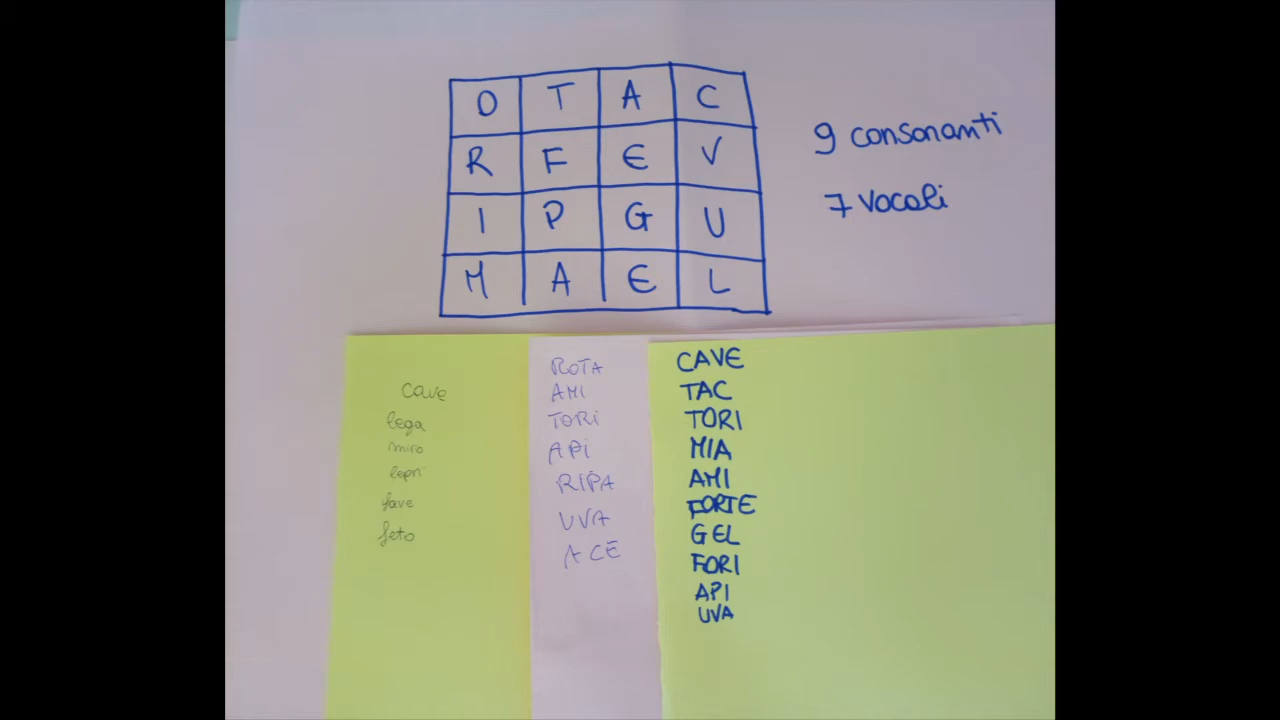 O T A C
R F E V
I P G U
M A E L
9 consonanti
7 vocali
cave
lega
miro
lepri
fave
feto
ROTA
AMI
TORI
API
RIPA
UVA
ACE
CAVE
TAC
TORI
MIA
AMI
FORTE
GEL
FORI
API
UVA